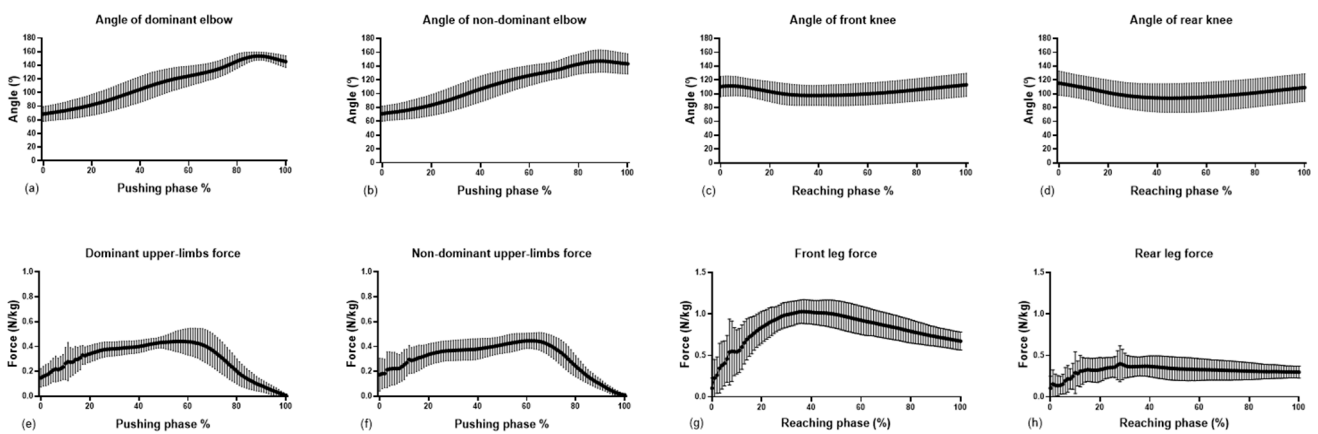 Angle of dominant elbow
Angle (º)
180
160
140
120
100
80
60
40
20
0
0 20 40 60 80 100
(a)
Pushing phase %
Angle of non-dominant elbow
Angle (º)
180
160
140
120
100
80
60
40
20
0
0 20 40 60 80 100
(b)
Pushing phase %
Angle of front knee
Angle (º)
180
160
140
120
100
80
60
40
20
0
0 20 40 60 80 100
(c)
Reaching phase %
Angle of rear knee
Angle (º)
180
160
140
120
100
80
60
40
20
0
0 20 40 60 80 100
(d)
Reaching phase %
Dominant upper-limbs force
Force (N/kg)
1.0
0.8
0.6
0.4
0.2
0.0
0 20 40 60 80 100
(e)
Pushing phase %
Non-dominant upper-limbs force
Force (N/kg)
1.0
0.8
0.6
0.4
0.2
0.0
0 20 40 60 80 100
(f)
Pushing phase %
Front leg force
Force (N/kg)
1.5
1.0
0.5
0.0
0 20 40 60 80 100
(g)
Reaching phase (%)
Rear leg force
Force (N/kg)
1.5
1.0
0.5
0.0
0 20 40 60 80 100
(h)
Reaching phase (%)